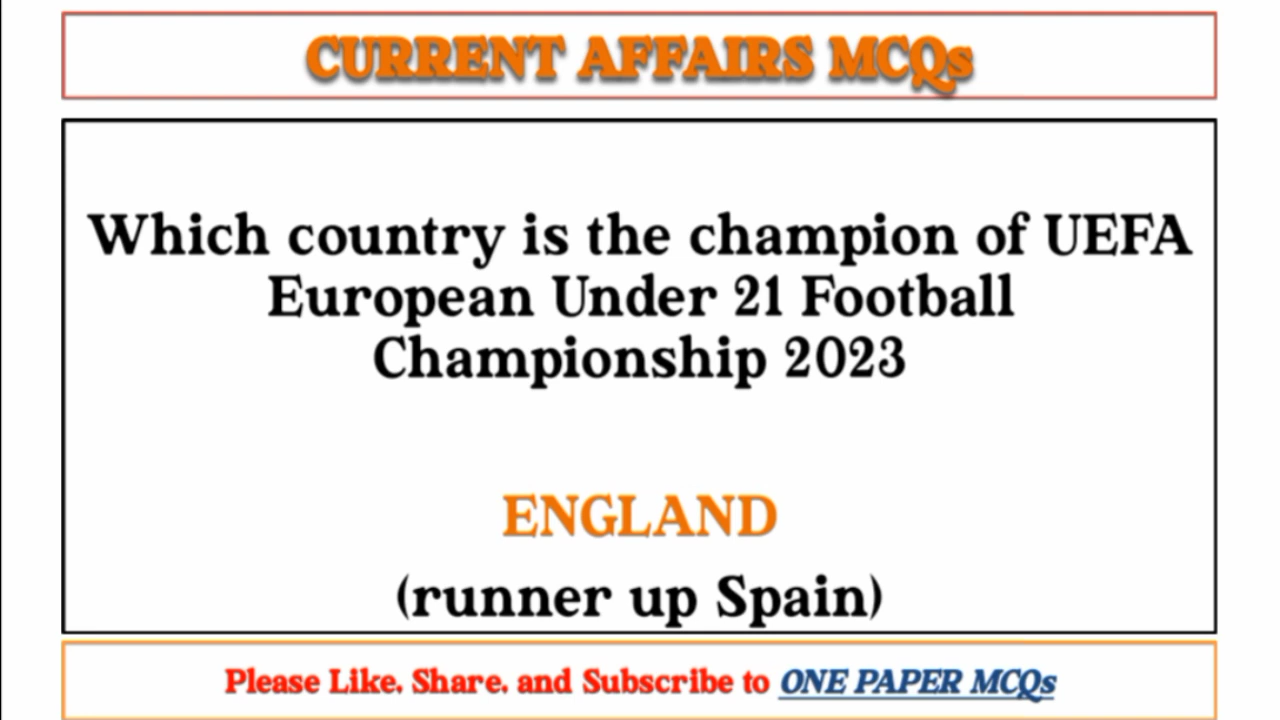 CURRENT AFFAIRS MCQs
Which country is the champion of UEFA
European Under 21 Football
Championship 2023
ENGLAND
(runner up Spain)
Please Like. Share. and Subscribe to ONE PAPER MCQs